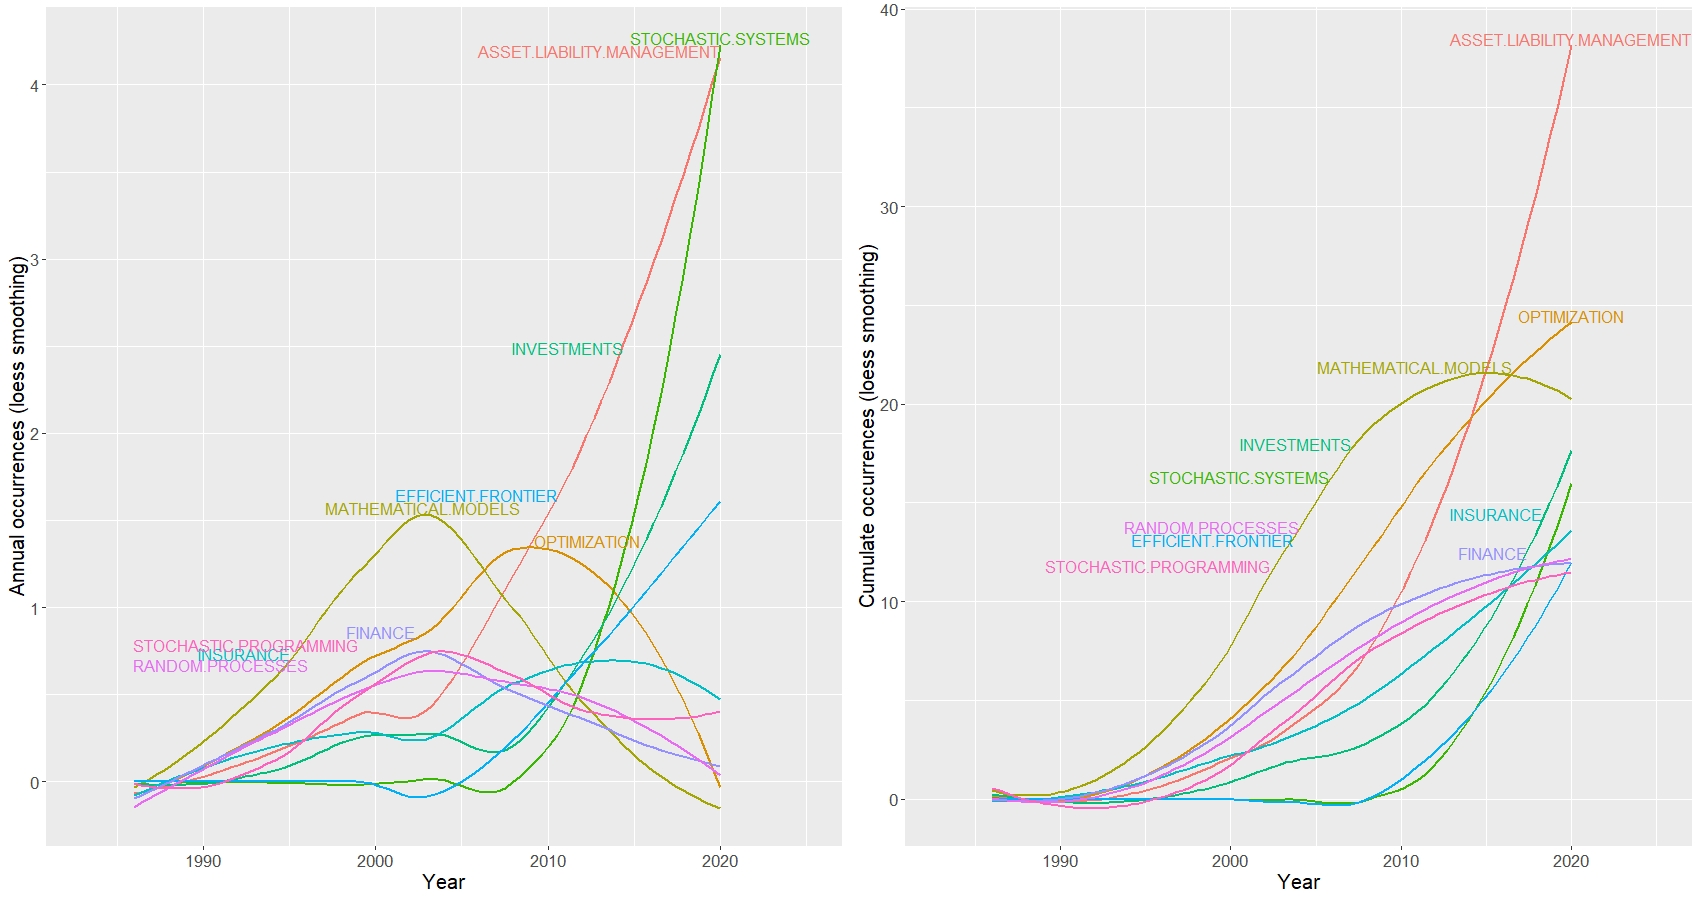 Annual occurrences (loess smoothing)
4
3
2
1
0
STOCHASTIC.SYSTEMS
ASSET.LIABILITY.MANAGEMENT
INVESTMENTS
EFFICIENT.FRONTIER
MATHEMATICAL.MODELS
OPTIMIZATION
FINANCE
STOCHASTIC.PROGRAMMING
INSURANCE
RANDOM.PROCESSES
1990 2000 2010 2020
Year
Cumulate occurrences (loess smoothing)
40
30
20
10
0
ASSET.LIABILITY.MANAGEMENT
OPTIMIZATION
MATHEMATICAL.MODELS
INVESTMENTS
STOCHASTIC.SYSTEMS
INSURANCE
RANDOM.PROCESSES
EFFICIENT.FRONTIER
FINANCE
STOCHASTIC.PROGRAMMING
1990 2000 2010 2020
Year